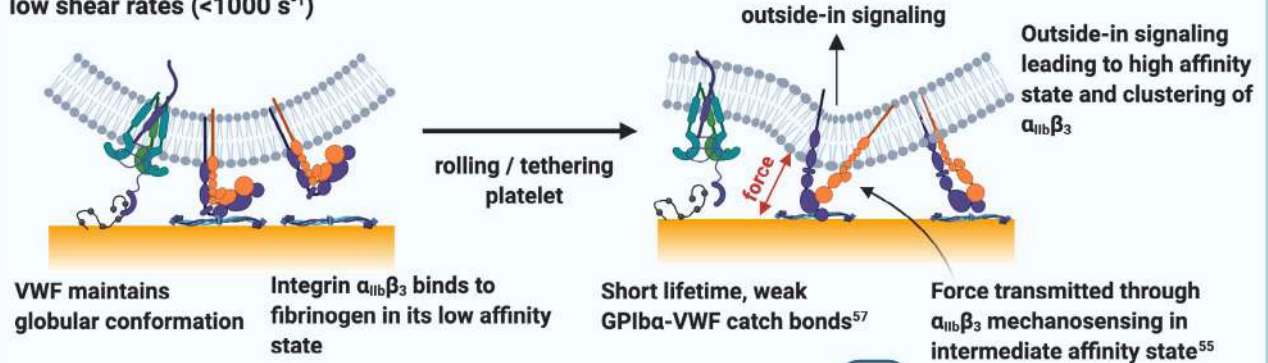 low shear rates (<1000 s⁻¹)
outside-in signaling
Outside-in signaling
leading to high affinity
state and clustering of
αIIbβ3
rolling / tethering
platelet
force
VWF maintains
globular conformation
Integrin αIIbβ3 binds to
fibrinogen in its low affinity
state
Short lifetime, weak
GPIbα-VWF catch bonds⁵⁷
Force transmitted through
αIIbβ3 mechanosensing in
intermediate affinity state⁵⁵